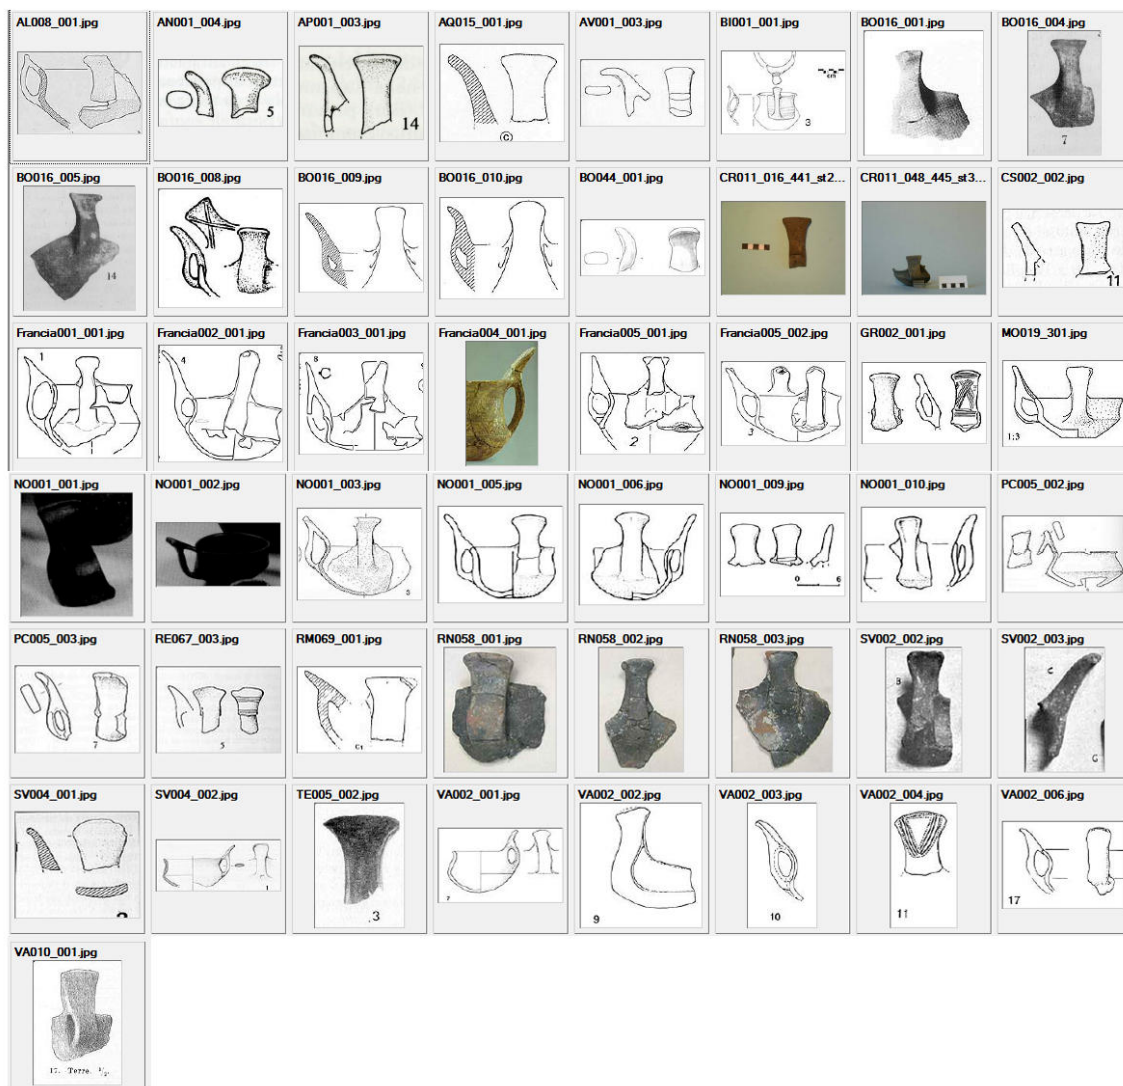 AL008_001.jpg AN001_004.jpg AP001_003.jpg AQ015_001.jpg AV001_003.jpg BI001_001.jpg BO016_001.jpg BO016_004.jpg
5 14 C cm 3 7
BO016_005.jpg BO016_008.jpg BO016_009.jpg BO016_010.jpg BO044_001.jpg CR011_016_441_st2... CR011_048_445_st3... CS002_002.jpg
14 11
Francia001_001.jpg Francia002_001.jpg Francia003_001.jpg Francia004_001.jpg Francia005_001.jpg Francia005_002.jpg GR002_001.jpg MO019_301.jpg
1 4 8 2 3 1:3
NO001_001.jpg NO001_002.jpg NO001_003.jpg NO001_005.jpg NO001_006.jpg NO001_009.jpg NO001_010.jpg PC005_002.jpg
0 6
PC005_003.jpg RE067_003.jpg RM069_001.jpg RN058_001.jpg RN058_002.jpg RN058_003.jpg SV002_002.jpg SV002_003.jpg
7 5 B C G
SV004_001.jpg SV004_002.jpg TE005_002.jpg VA002_001.jpg VA002_002.jpg VA002_003.jpg VA002_004.jpg VA002_006.jpg
.3 9 10 11 17
VA010_001.jpg
Terre.